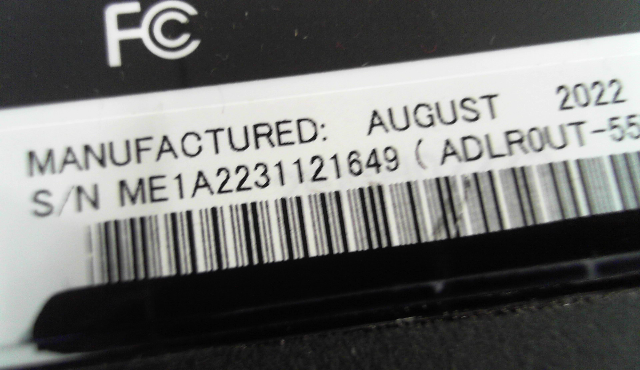 FC
MANUFACTURED: AUGUST 2022
S/N ME1A2231121649 ( ADLR0UT-55